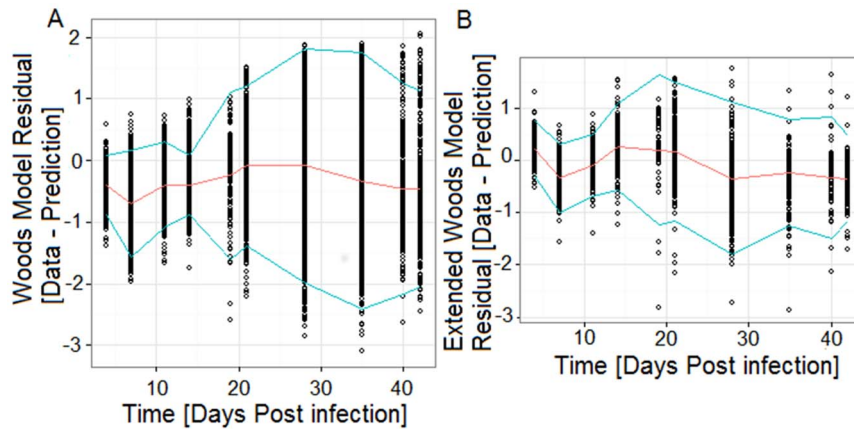 A
Woods Model Residual
[Data - Prediction]
2
1
0
-1
-2
-3
10
20
30
40
Time [Days Post infection]
B
Extended Woods Model
Residual [Data - Prediction]
1
0
-1
-2
-3
10
20
30
40
Time [Days Post infection]